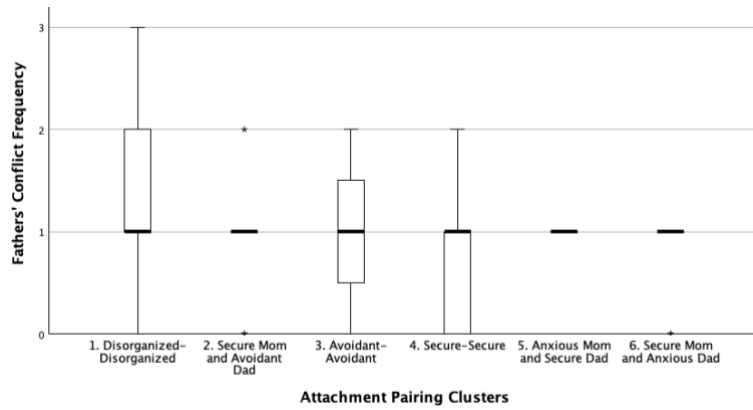 3
2
1
0
Fathers' Conflict Frequency
*
*
*
1. Disorganized-
Disorganized
2. Secure Mom
and Avoidant
Dad
3. Avoidant-
Avoidant
4. Secure-Secure
5. Anxious Mom
and Secure Dad
6. Secure Mom
and Anxious Dad
Attachment Pairing Clusters